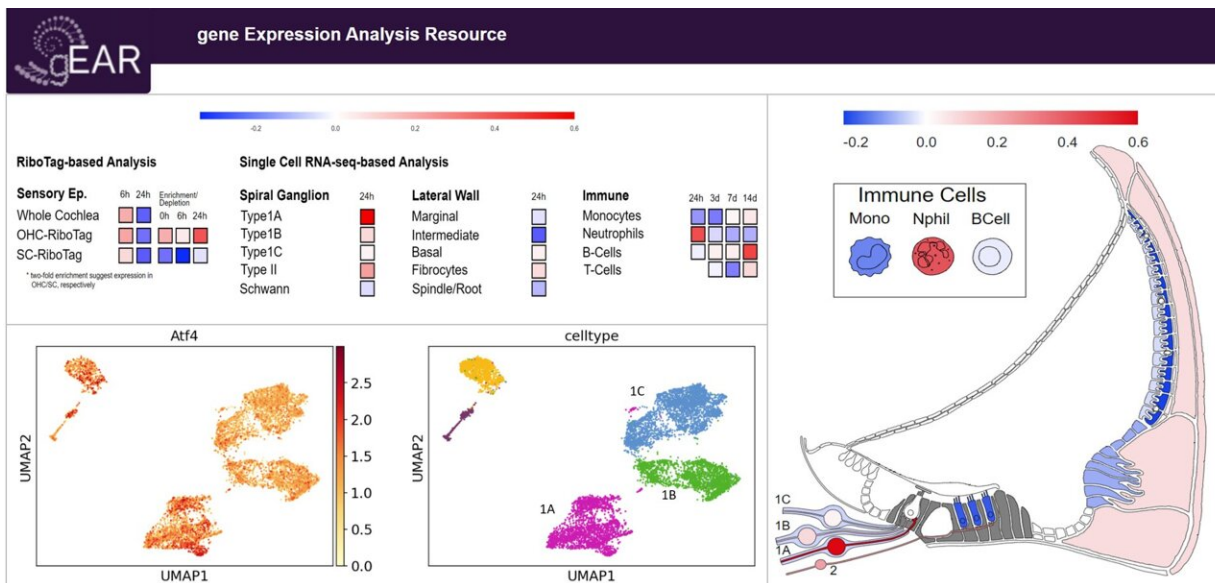 gEAR
gene Expression Analysis Resource
-0.2 0.0 0.2 0.4 0.6
RiboTag-based Analysis
Sensory Ep. 6h 24h Enrichment/
Depletion
Whole Cochlea 0h 6h 24h
OHC-RiboTag
SC-RiboTag
* two-fold enrichment suggest expression in
OHC/SC, respectively
Single Cell RNA-seq-based Analysis
Spiral Ganglion 24h
Type1A
Type1B
Type1C
Type II
Schwann
Lateral Wall 24h
Marginal
Intermediate
Basal
Fibrocytes
Spindle/Root
Immune 24h 3d 7d 14d
Monocytes
Neutrophils
B-Cells
T-Cells
Atf4
UMAP2
UMAP1
2.5
2.0
1.5
1.0
0.5
0.0
celltype
UMAP2
1C
1B
1A
UMAP1
-0.2 0.0 0.2 0.4 0.6
Immune Cells
Mono Nphil BCell
1C
1B
1A
2